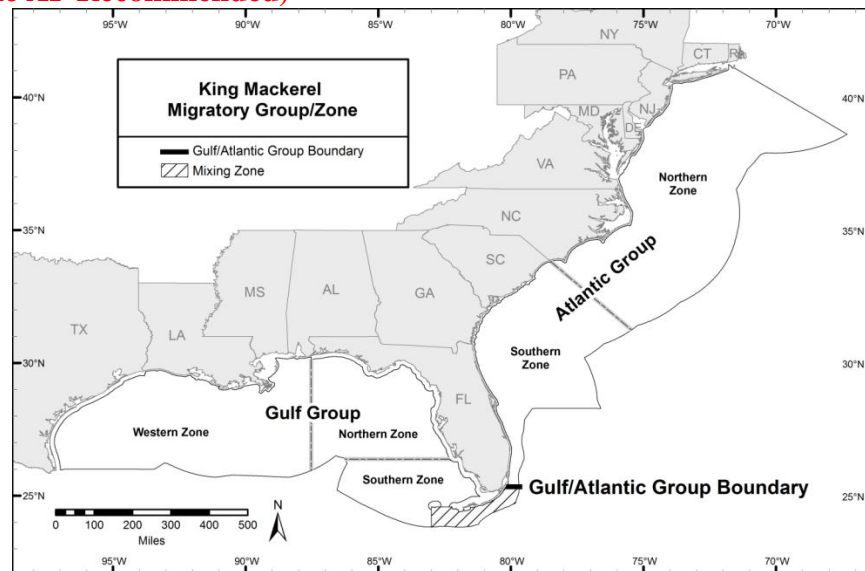 Recommended)
95°W 90°W 85°W 80°W 75°W 70°W
King Mackerel
Migratory Group/Zone
Gulf/Atlantic Group Boundary
Mixing Zone
NY
CT
PA
40°N
40°N
NJ
MD
DE
VA
Northern
Zone
35°N
NC
35°N
SC
Atlantic Group
MS
AL
GA
TX
LA
30°N
Southern
Zone
30°N
FL
Gulf Group
Western Zone
Northern Zone
Southern Zone
25°N
Gulf/Atlantic Group Boundary
25°N
0 50 100 200 300 400 500
Miles
N
95°W 90°W 85°W 80°W 75°W 70°W